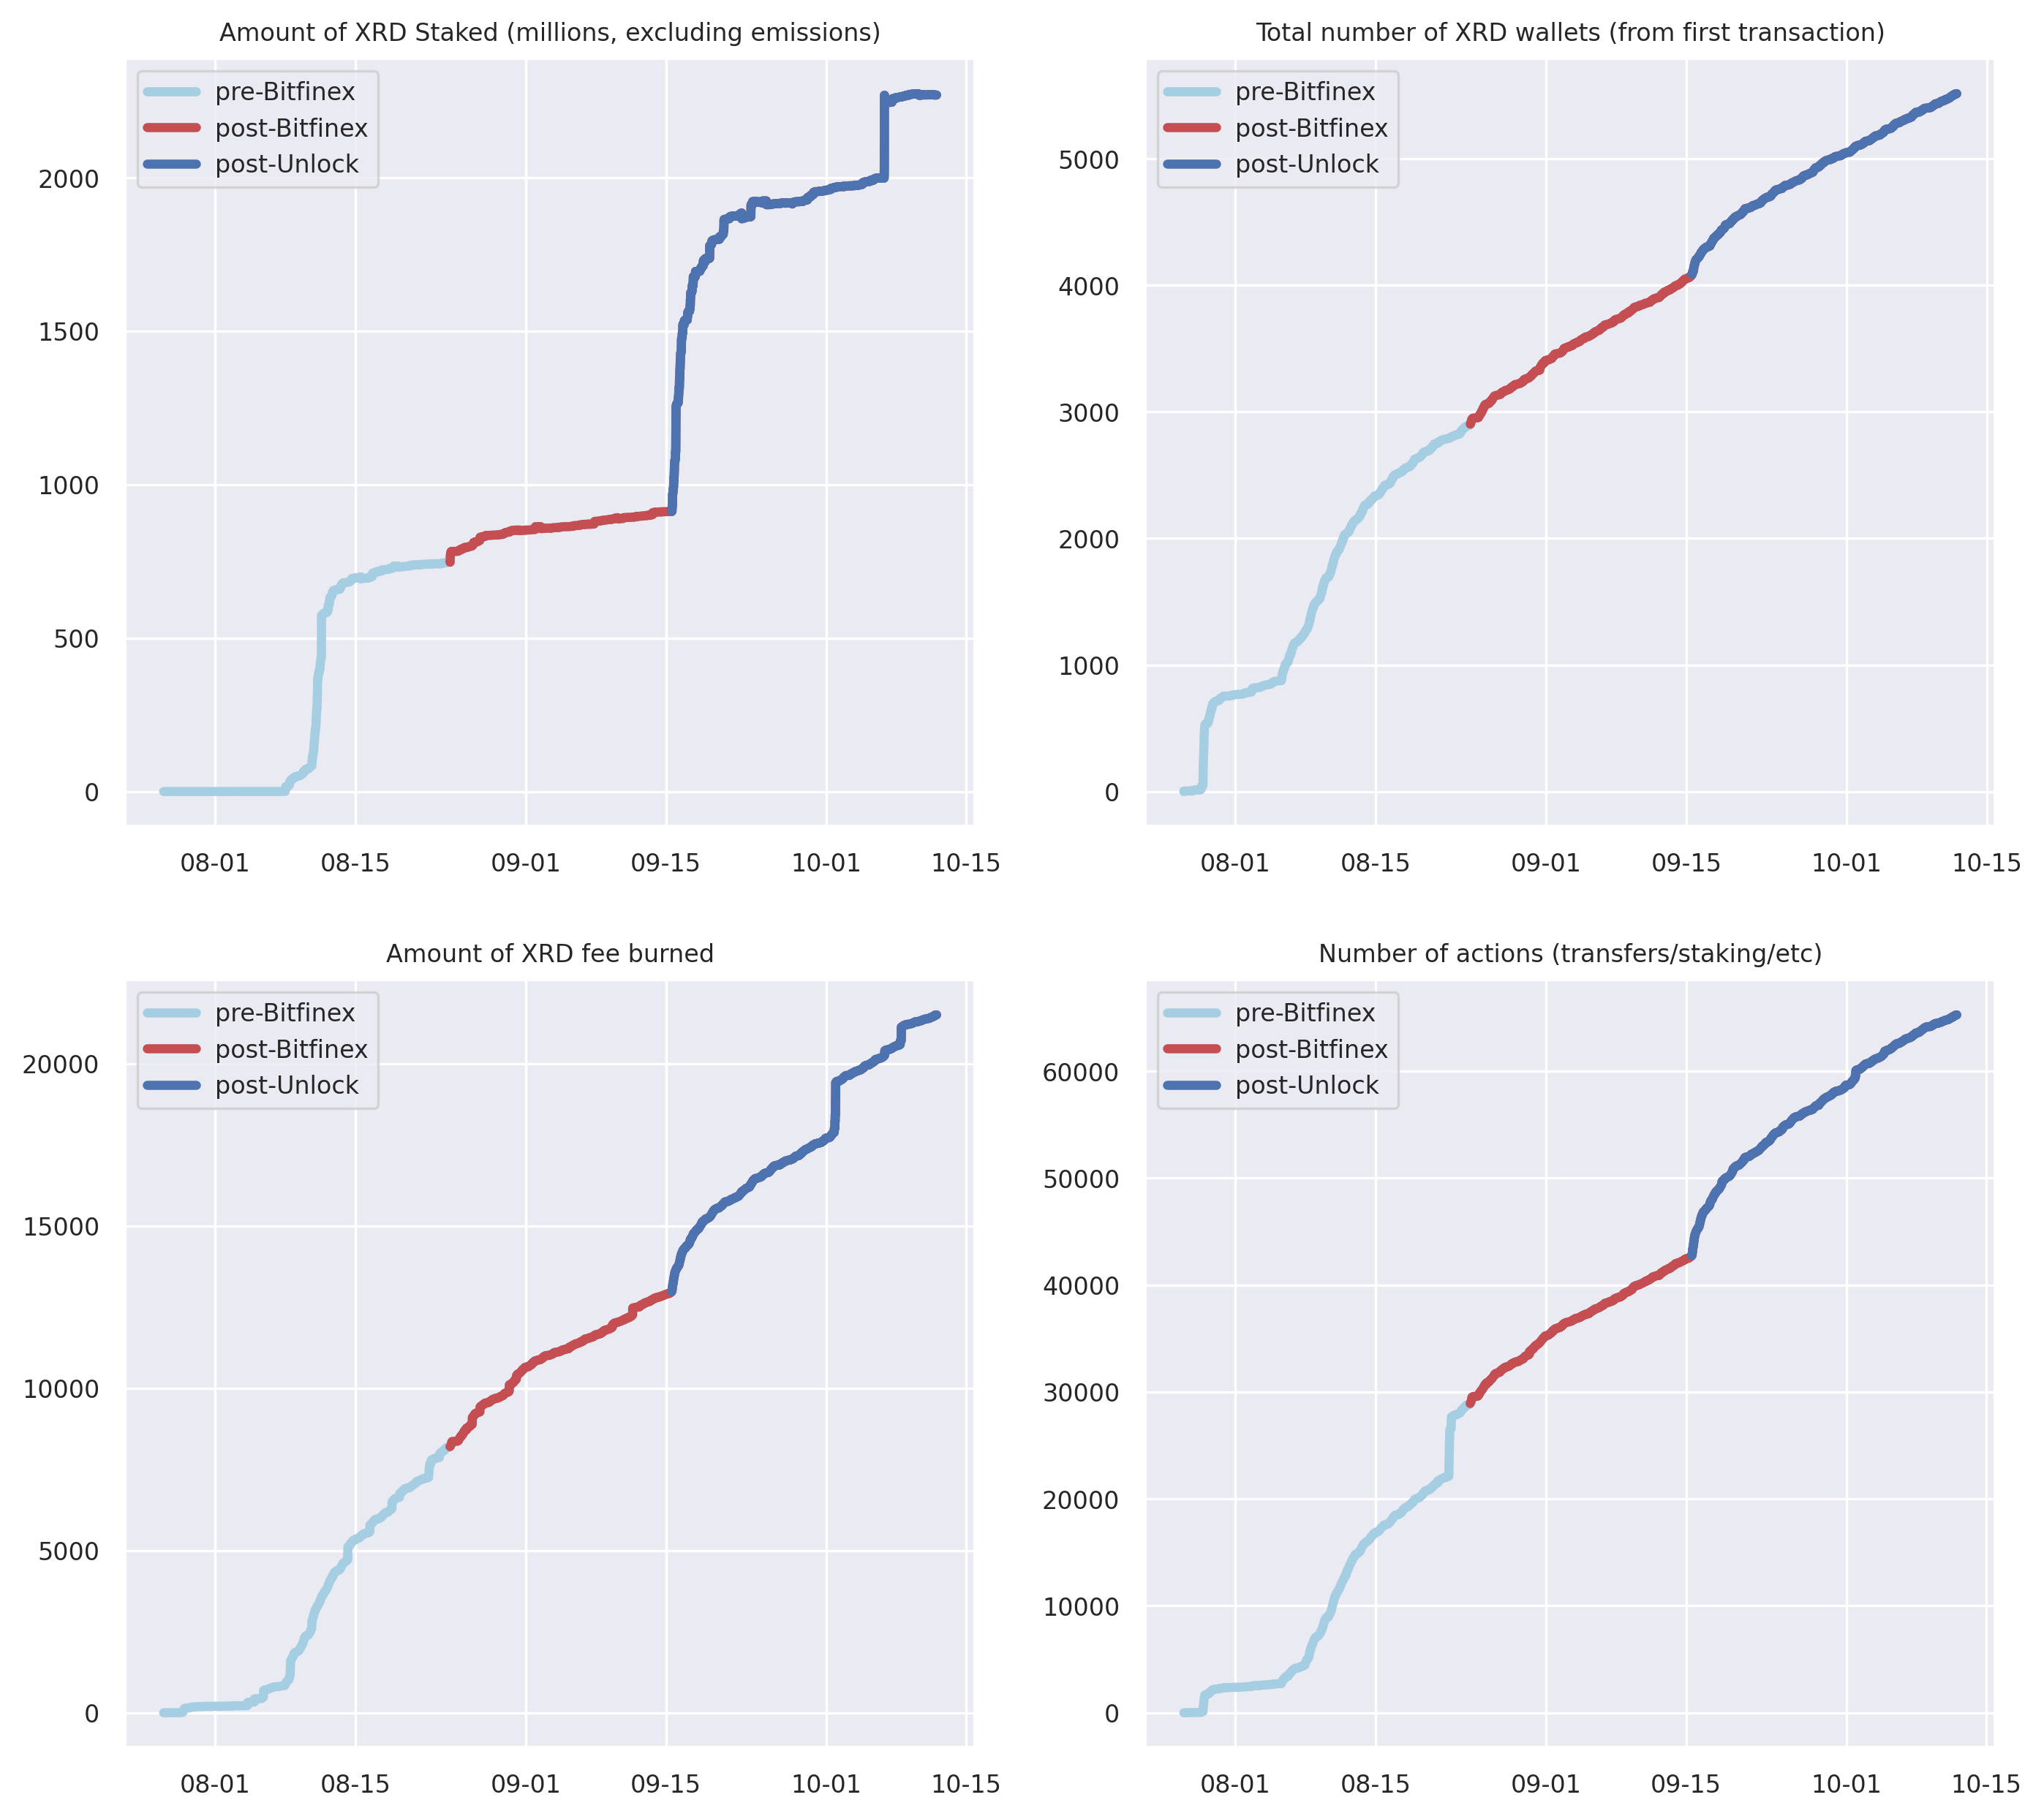 Amount of XRD Staked (millions, excluding emissions)
pre-Bitfinex
post-Bitfinex
post-Unlock
2000
1500
1000
500
0
08-01 08-15 09-01 09-15 10-01 10-15
Total number of XRD wallets (from first transaction)
pre-Bitfinex
post-Bitfinex
post-Unlock
5000
4000
3000
2000
1000
0
08-01 08-15 09-01 09-15 10-01 10-15
Amount of XRD fee burned
pre-Bitfinex
post-Bitfinex
post-Unlock
20000
15000
10000
5000
0
08-01 08-15 09-01 09-15 10-01 10-15
Number of actions (transfers/staking/etc)
pre-Bitfinex
post-Bitfinex
post-Unlock
60000
50000
40000
30000
20000
10000
0
08-01 08-15 09-01 09-15 10-01 10-15